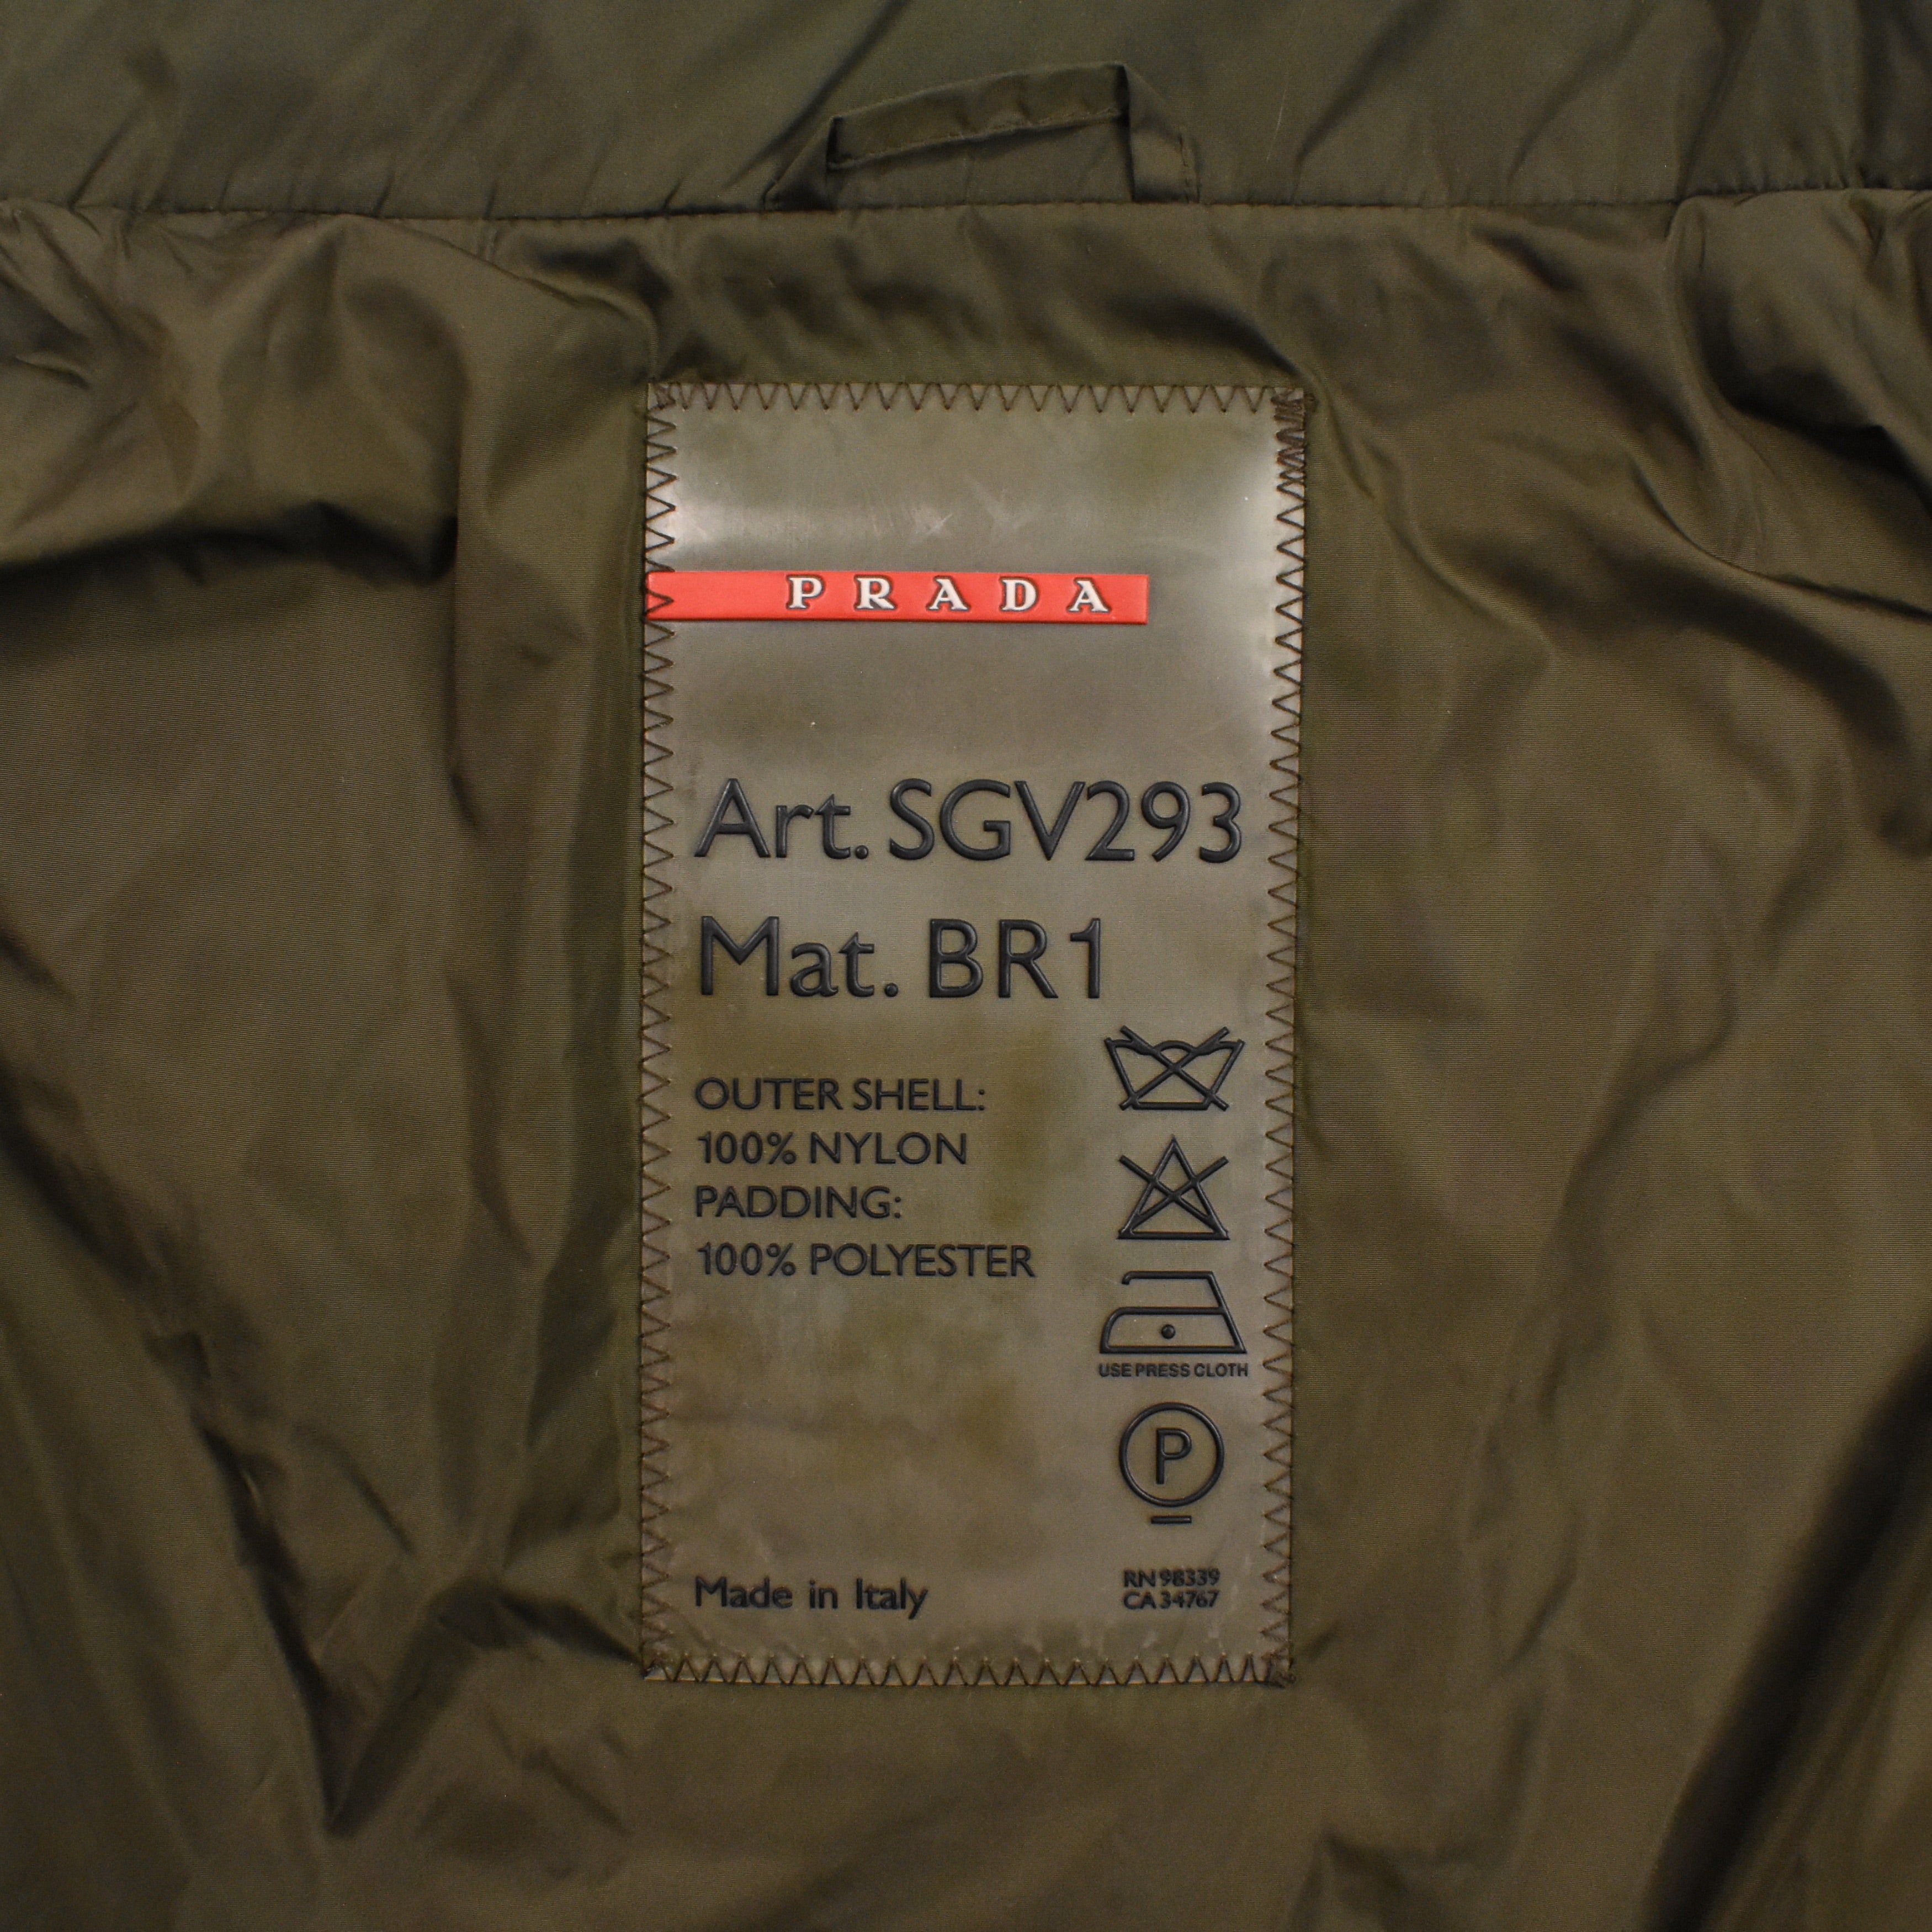 PRADA
Art. SGV293
Mat. BR1
OUTER SHELL:
100% NYLON
PADDING:
100% POLYESTER
USE PRESS CLOTH
P
Made in Italy
RN 98339
CA 34767